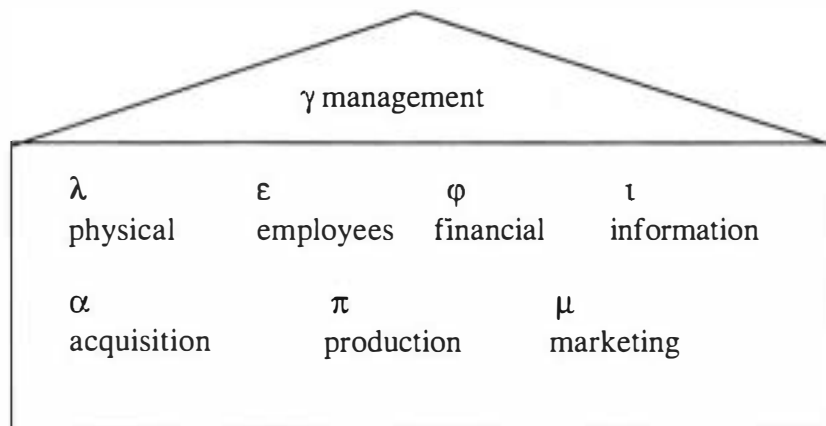 γ management
λ ε φ ι
physical employees financial information
α π μ
acquisition production marketing